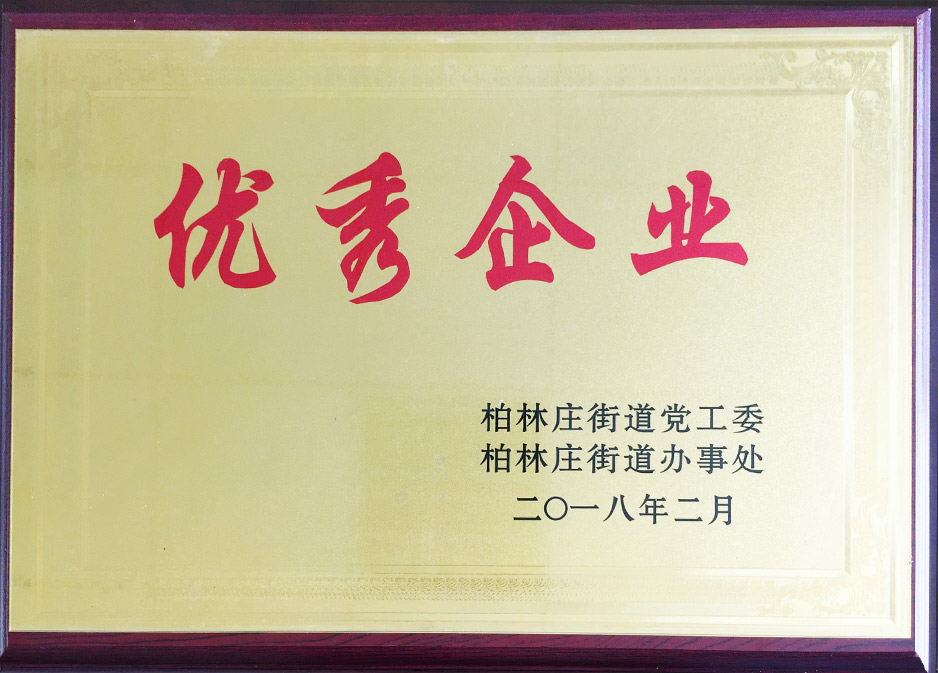 优秀企业
柏林庄街道党工委
柏林庄街道办事处
二〇一八年二月